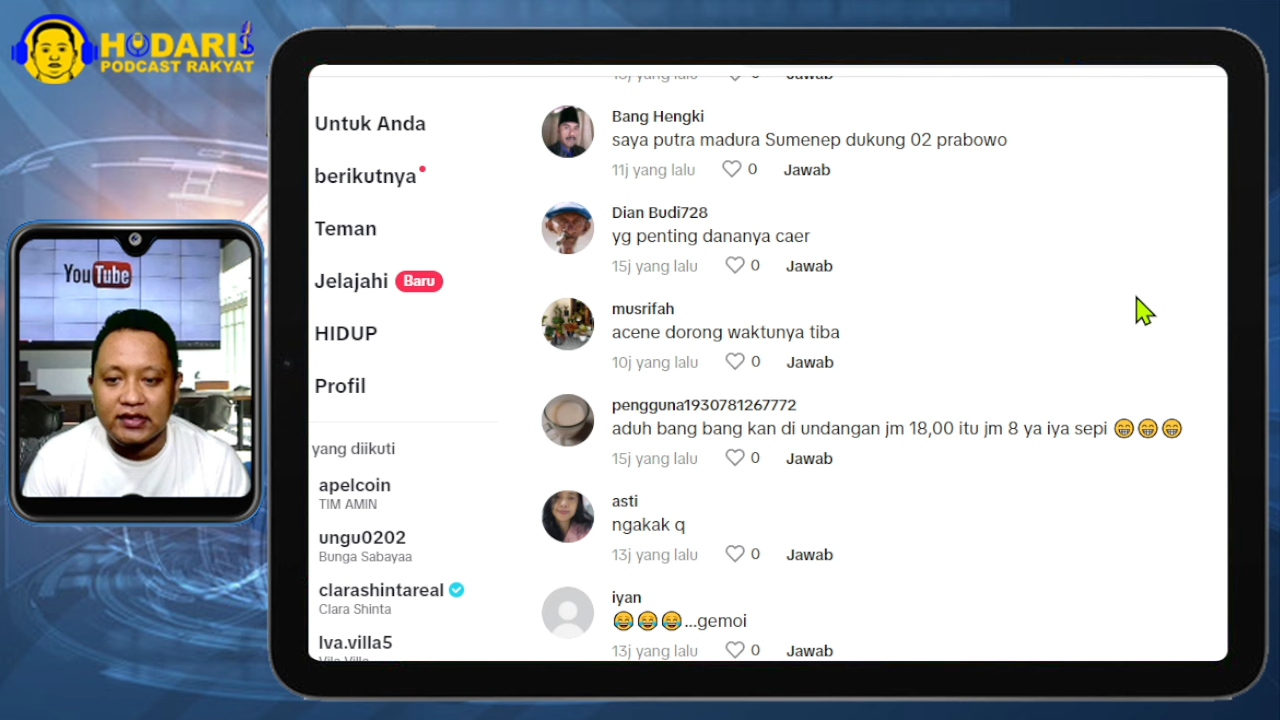 HUDARI
PODCAST RAKYAT
YouTube
Untuk Anda
berikutnya
Teman
Jelajahi Baru
HIDUP
Profil
yang diikuti
apelcoin
TIM AMIN
ungu0202
Bunga Sabayaa
clarashintareal
Clara Shinta
lva.villa5
Jawab
Bang Hengki
saya putra madura Sumenep dukung 02 prabowo
11j yang lalu 0 Jawab
Dian Budi728
yg penting dananya caer
15j yang lalu 0 Jawab
musrifah
acene dorong waktunya tiba
10j yang lalu 0 Jawab
pengguna1930781267772
aduh bang bang kan di undangan jm 18,00 itu jm 8 ya iya sepi 😁😁😁
15j yang lalu 0 Jawab
asti
ngakak q
13j yang lalu 0 Jawab
iyan
😂😂😂...gemoi
13j yang lalu 0 Jawab